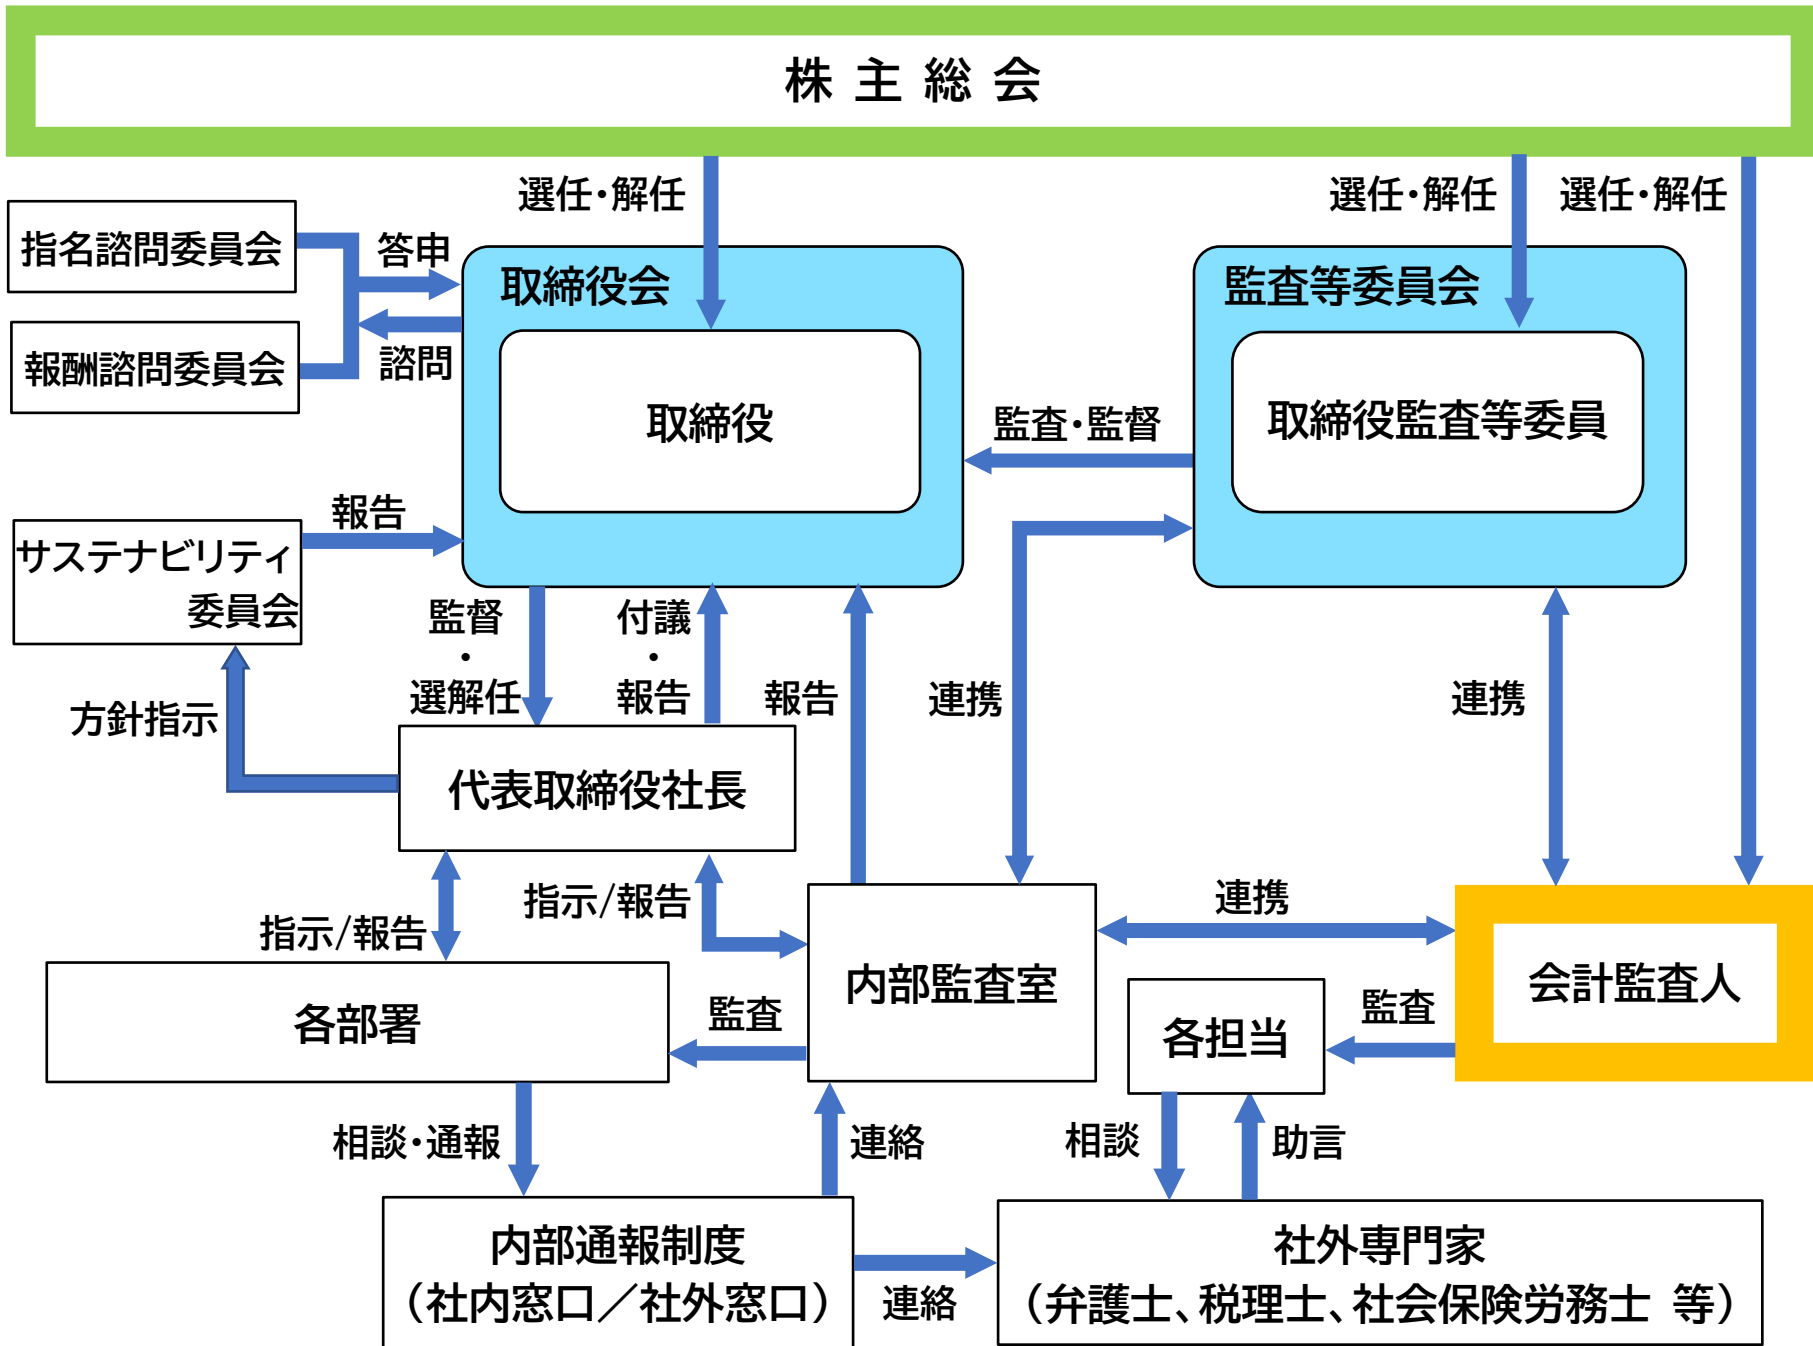 株主総会
選任・解任
選任・解任
選任・解任
指名諮問委員会
答申
取締役会
監査等委員会
報酬諮問委員会
諮問
取締役
監査・監督
取締役監査等委員
報告
サステナビリティ
委員会
監督
・
選解任
付議
・
報告
報告
連携
連携
方針指示
代表取締役社長
指示/報告
指示/報告
連携
内部監査室
会計監査人
各部署
監査
各担当
監査
相談・通報
連絡
相談
助言
内部通報制度
（社内窓口／社外窓口）
連絡
社外専門家
（弁護士、税理士、社会保険労務士 等）